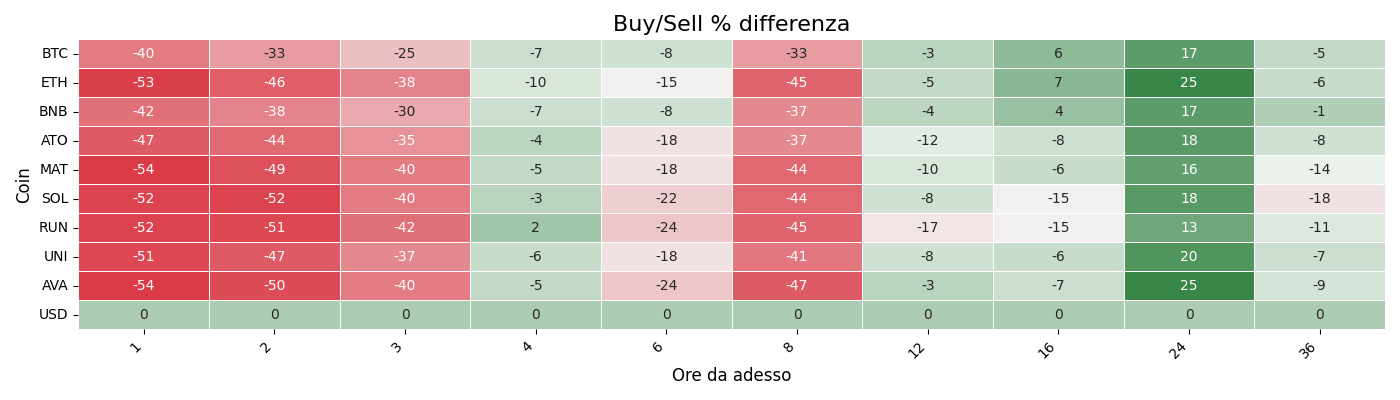 Buy/Sell % differenza
Coin
BTC -40 -33 -25 -7 -8 -33 -3 6 17 -5
ETH -53 -46 -38 -10 -15 -45 -5 7 25 -6
BNB -42 -38 -30 -7 -8 -37 -4 4 17 -1
ATO -47 -44 -35 -4 -18 -37 -12 -8 18 -8
MAT -54 -49 -40 -5 -18 -44 -10 -6 16 -14
SOL -52 -52 -40 -3 -22 -44 -8 -15 18 -18
RUN -52 -51 -42 2 -24 -45 -17 -15 13 -11
UNI -51 -47 -37 -6 -18 -41 -8 -6 20 -7
AVA -54 -50 -40 -5 -24 -47 -3 -7 25 -9
USD 0 0 0 0 0 0 0 0 0 0
1 2 3 4 6 8 12 16 24 36
Ore da adesso